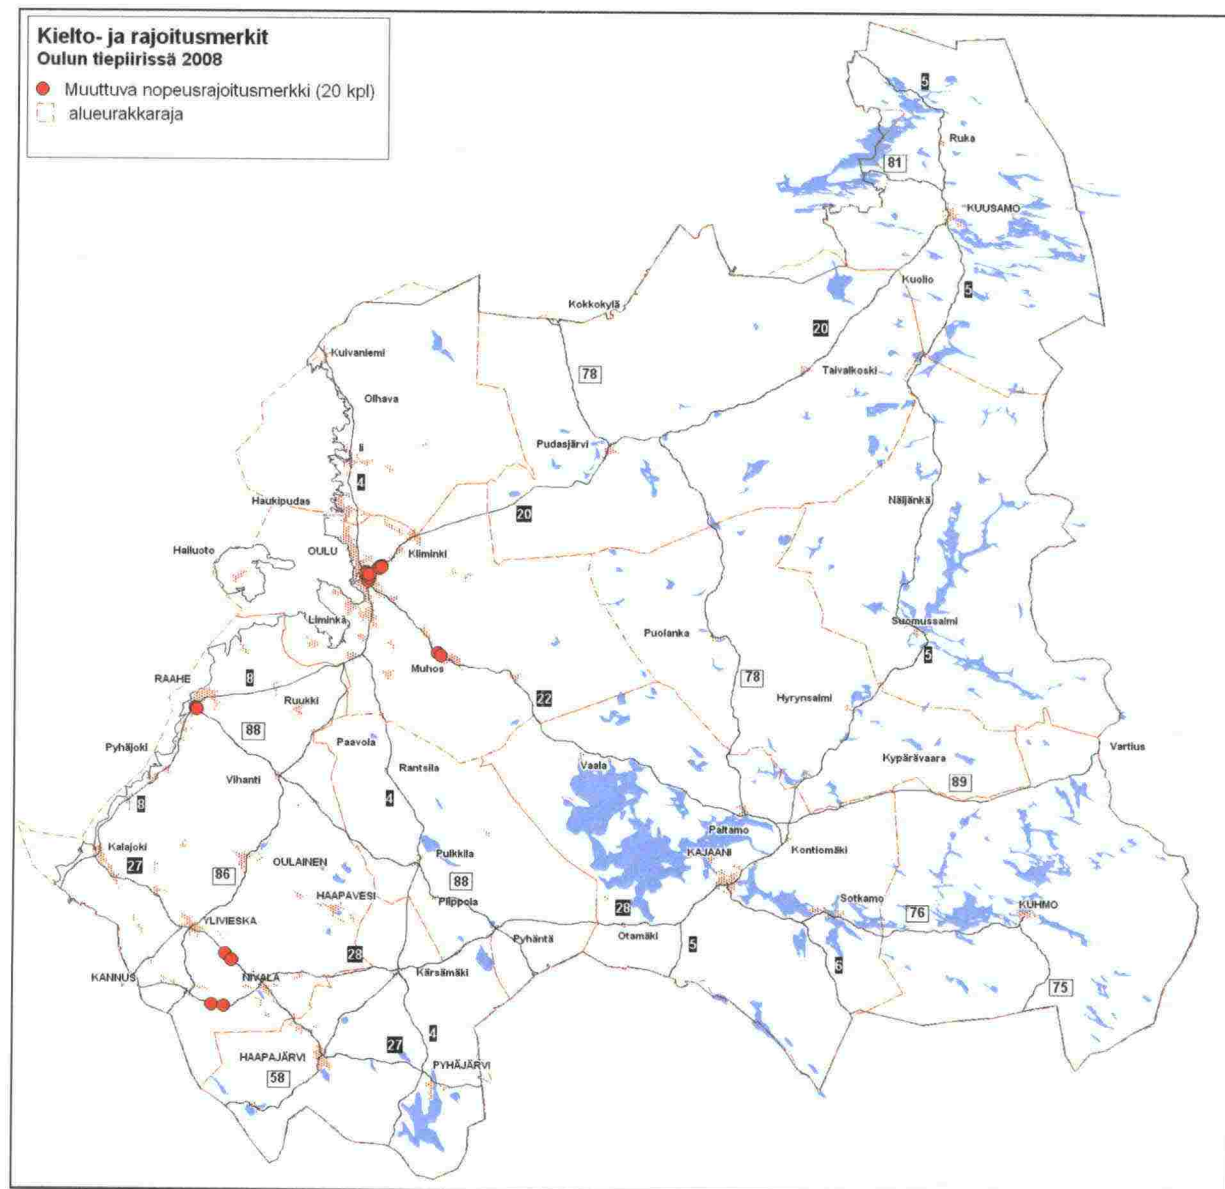 Kielto- ja rajoitusmerkit
Oulun tiepiirissä 2008
Muuttuva nopeusrajoitusmerkki (20 kpl)
alueurakkaraja
5
Ruka
81
KUUSAMO
Kuolio
5
Kokkokylä
20
Kuivaniemi
78
Taivalkoski
Olhava
Ii
Pudasjärvi
4
Näljänkä
Haukipudas
20
Hailuoto
OULU
Kiiminki
Liminka
Suomussalmi
Puolanka
5
Muhos
RAAHE
8
78
Ruukki
22
Hyrynsalmi
88
Pyhäjoki
Paavola
Vartius
Rantsila
Kypärävaara
Vihanti
Vaala
89
8
4
Paltamo
Kalajoki
Kontiomäki
27
KAJAANI
Pulkkila
OULAINEN
86
88
HAAPAVESI
Piippola
Sotkamo
KUHMO
28
76
YLIVIESKA
Otamäki
Pyhäntä
5
28
6
KANNUS
NIVALA
Kärsämäki
75
4
27
HAAPAJÄRVI
PYHÄJÄRVI
58